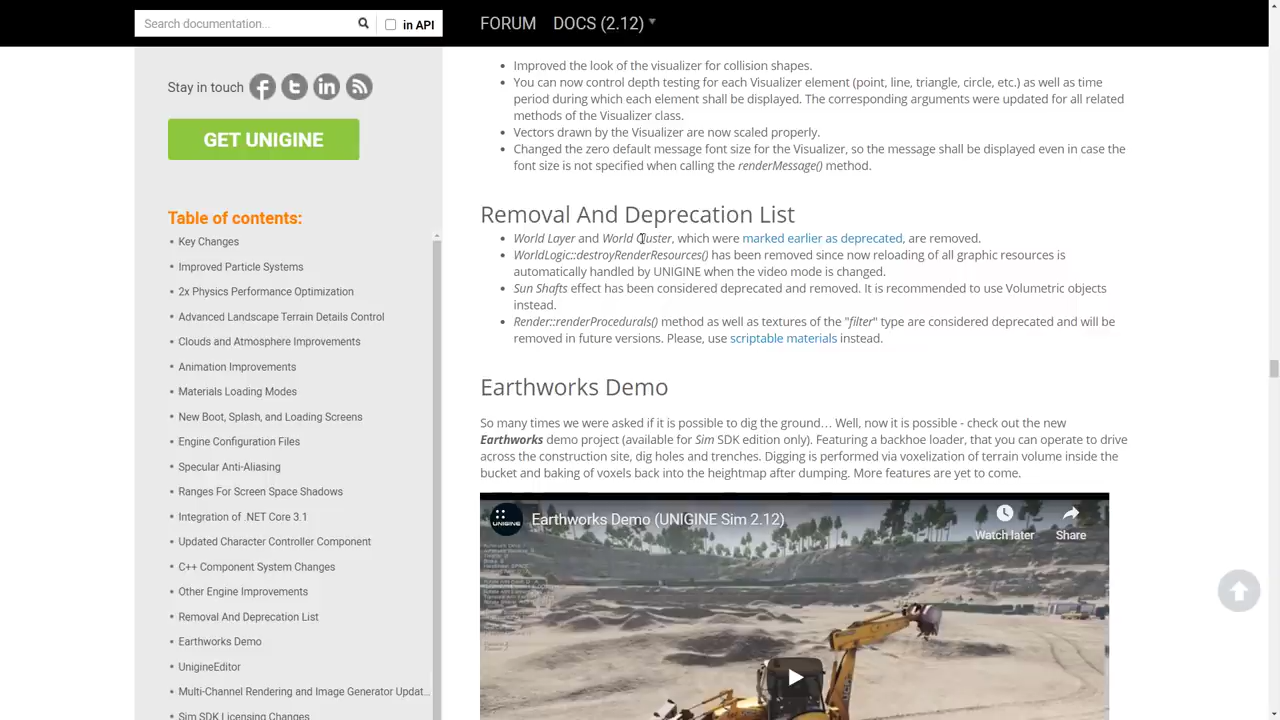 Search documentation...
in API
FORUM
DOCS (2.12)
Stay in touch
GET UNIGINE
Table of contents:
Key Changes
Improved Particle Systems
2x Physics Performance Optimization
Advanced Landscape Terrain Details Control
Clouds and Atmosphere Improvements
Animation Improvements
Materials Loading Modes
New Boot, Splash, and Loading Screens
Engine Configuration Files
Specular Anti-Aliasing
Ranges For Screen Space Shadows
Integration of .NET Core 3.1
Updated Character Controller Component
C++ Component System Changes
Other Engine Improvements
Removal And Deprecation List
Earthworks Demo
UnigineEditor
Multi-Channel Rendering and Image Generator Updat...
Sim SDK Licensing Changes
Improved the look of the visualizer for collision shapes.
You can now control depth testing for each Visualizer element (point, line, triangle, circle, etc.) as well as time
period during which each element shall be displayed. The corresponding arguments were updated for all related
methods of the Visualizer class.
Vectors drawn by the Visualizer are now scaled properly.
Changed the zero default message font size for the Visualizer, so the message shall be displayed even in case the
font size is not specified when calling the renderMessage() method.
Removal And Deprecation List
World Layer and World Cluster, which were marked earlier as deprecated, are removed.
WorldLogic::destroyRenderResources() has been removed since now reloading of all graphic resources is
automatically handled by UNIGINE when the video mode is changed.
Sun Shafts effect has been considered deprecated and removed. It is recommended to use Volumetric objects
instead.
Render::renderProcedurals() method as well as textures of the "filter" type are considered deprecated and will be
removed in future versions. Please, use scriptable materials instead.
Earthworks Demo
So many times we were asked if it is possible to dig the ground… Well, now it is possible - check out the new
Earthworks demo project (available for Sim SDK edition only). Featuring a backhoe loader, that you can operate to drive
across the construction site, dig holes and trenches. Digging is performed via voxelization of terrain volume inside the
bucket and baking of voxels back into the heightmap after dumping. More features are yet to come.
UNIGINE
Earthworks Demo (UNIGINE Sim 2.12)
Watch later
Share